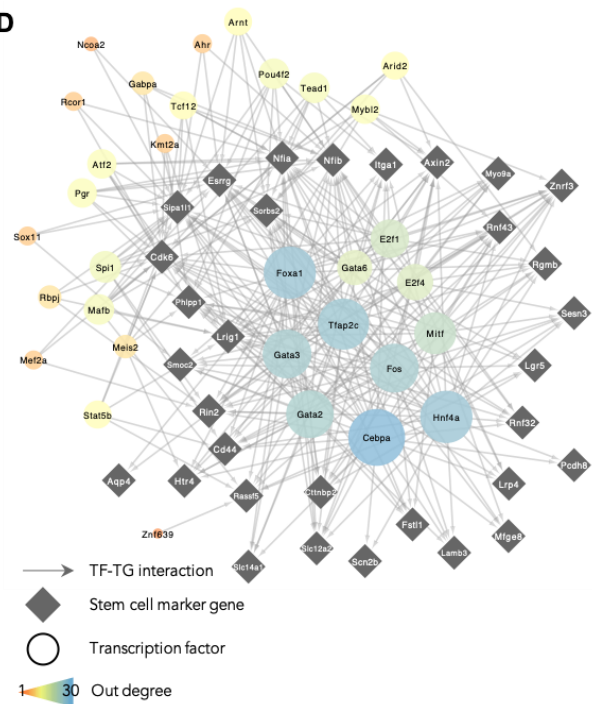 D
Arnt
Ncoa2
Ahr
Arid2
Pou4f2
Gabpa
Tead1
Rcor1
Tcf12
Mybl2
Kmt2a
Nfia
Nfib
Itga1
Axin2
Atf2
Myo9a
Esrrg
Znrf3
Pgr
Sipa1l1
Sorbs2
Rnf43
Sox11
E2f1
Cdk6
Rgmb
Spi1
Foxa1
Gata6
E2f4
Rbpj
Phlpp1
Mafb
Sesn3
Tfap2c
Mitf
Lrig1
Meis2
Mef2a
Gata3
Smoc2
Fos
Lgr5
Rin2
Stat5b
Gata2
Hnf4a
Rnf32
Cebpa
Cd44
Pcdh8
Aqp4
Htr4
Lrp4
Rassf5
Cttnbp2
Fstl1
Znf639
Mfge8
Slc12a2
Lamb3
Scn2b
Slc14a1
TF-TG interaction
Stem cell marker gene
Transcription factor
1 30 Out degree